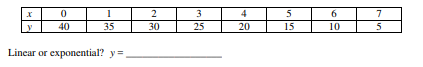 x 0 1 2 3 4 5 6 7
y 40 35 30 25 20 15 10 5
Linear or exponential? y = ____________________